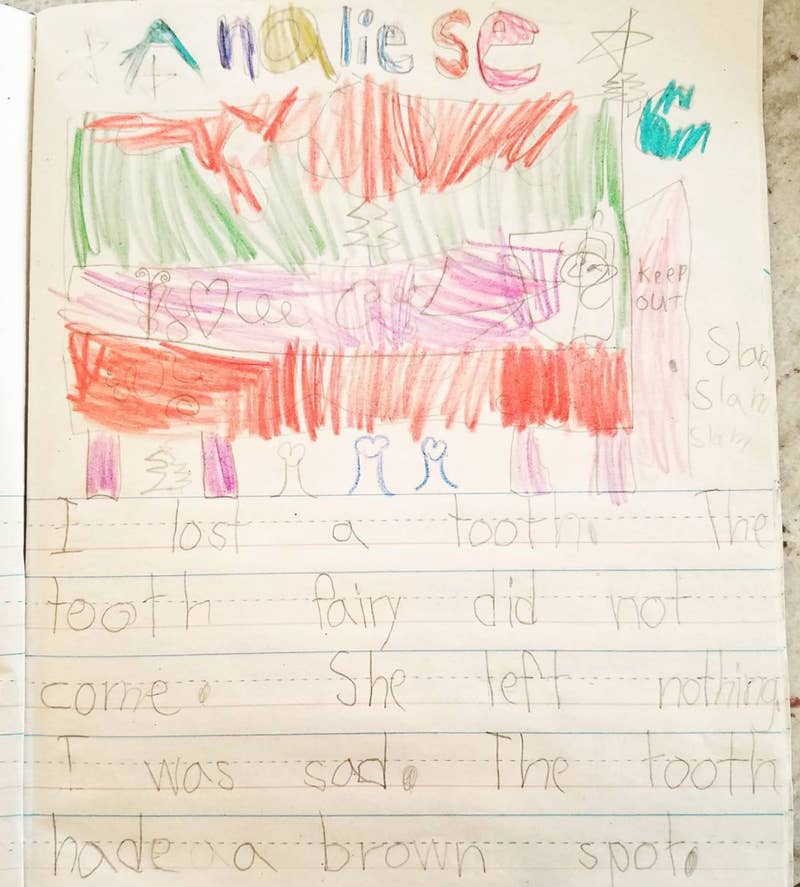 Analiese
Keep
out
Slam
Slam
Slam
I lost a tooth. The
tooth fairy did not
come. She left nothing
I was sad. The tooth
hade a brown spot.